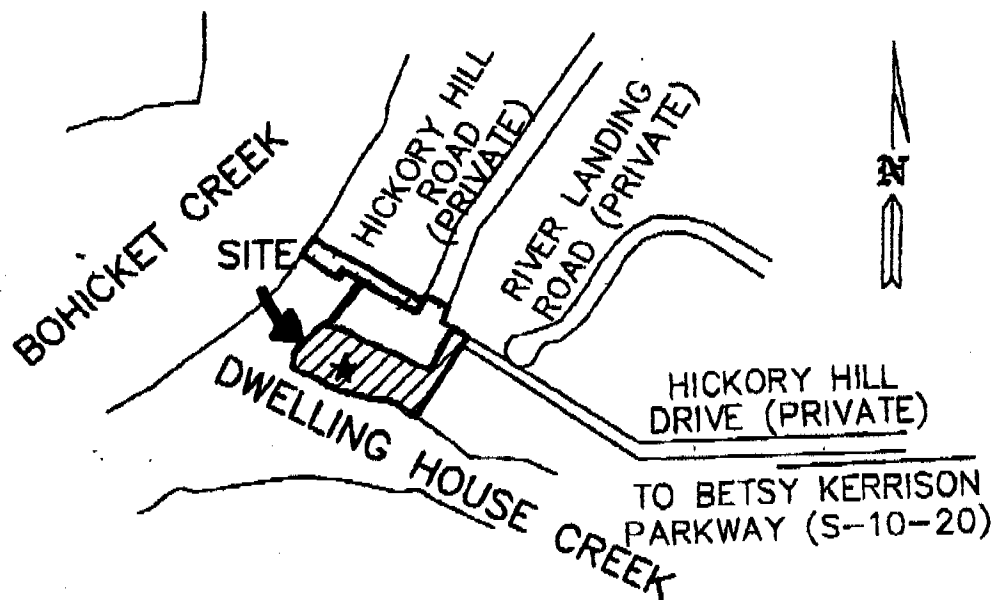 BOHICKET CREEK
SITE
HICKORY HILL
ROAD
(PRIVATE)
RIVER LANDING
ROAD (PRIVATE)
N
DWELLING HOUSE CREEK
HICKORY HILL
DRIVE (PRIVATE)
TO BETSY KERRISON
PARKWAY (S-10-20)